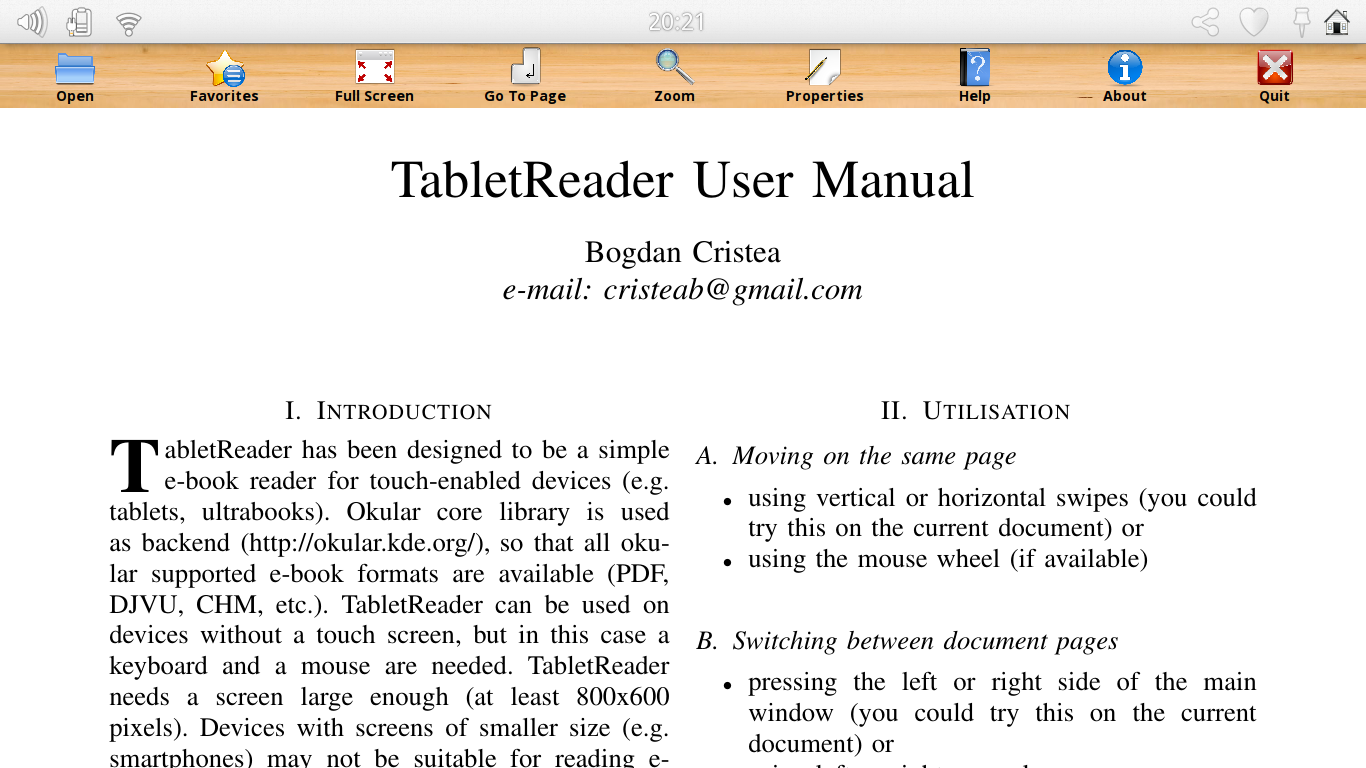 20:21
Open Favorites Full Screen Go To Page Zoom Properties Help About Quit
TabletReader User Manual
Bogdan Cristea
e-mail: cristeab@gmail.com
I. INTRODUCTION
TabletReader has been designed to be a simple
e-book reader for touch-enabled devices (e.g.
tablets, ultrabooks). Okular core library is used
as backend (http://okular.kde.org/), so that all oku-
lar supported e-book formats are available (PDF,
DJVU, CHM, etc.). TabletReader can be used on
devices without a touch screen, but in this case a
keyboard and a mouse are needed. TabletReader
needs a screen large enough (at least 800x600
pixels). Devices with screens of smaller size (e.g.
smartphones) may not be suitable for reading e-
II. UTILISATION
A. Moving on the same page
• using vertical or horizontal swipes (you could
try this on the current document) or
• using the mouse wheel (if available)
B. Switching between document pages
• pressing the left or right side of the main
window (you could try this on the current
document) or